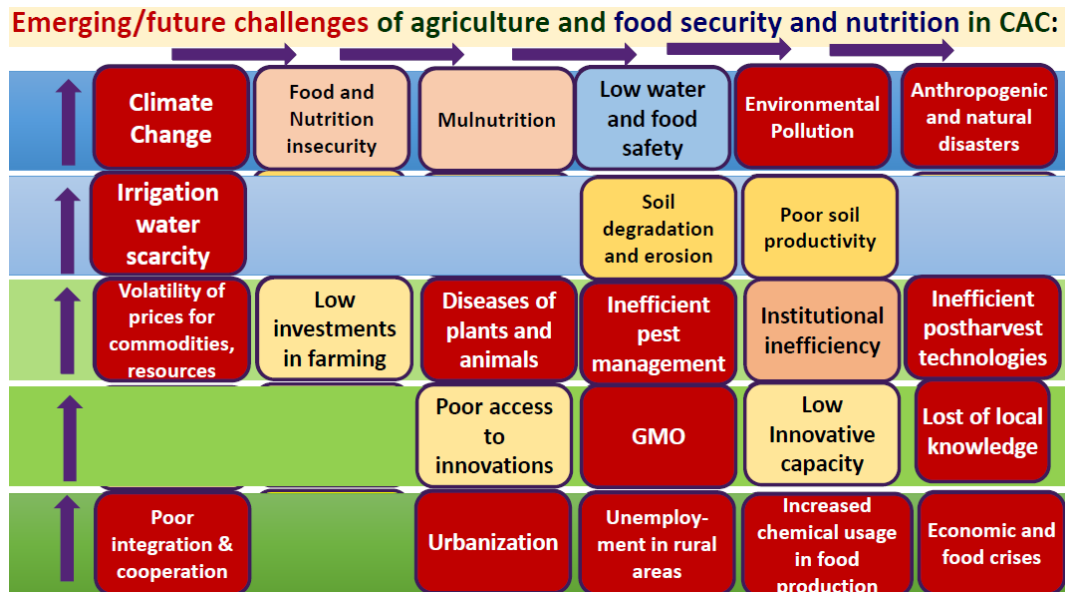 Emerging/future challenges of agriculture and food security and nutrition in CAC:
Climate
Change
Food and
Nutrition
insecurity
Mulnutrition
Low water
and food
safety
Environmental
Pollution
Anthropogenic
and natural
disasters
Irrigation
water
scarcity
Soil
degradation
and erosion
Poor soil
productivity
Volatility of
prices for
commodities,
resources
Low
investments
in farming
Diseases of
plants and
animals
Inefficient
pest
management
Institutional
inefficiency
Inefficient
postharvest
technologies
Poor access
to
innovations
GMO
Low
Innovative
capacity
Lost of local
knowledge
Poor
integration &
cooperation
Urbanization
Unemploy-
ment in rural
areas
Increased
chemical usage
in food
production
Economic and
food crises